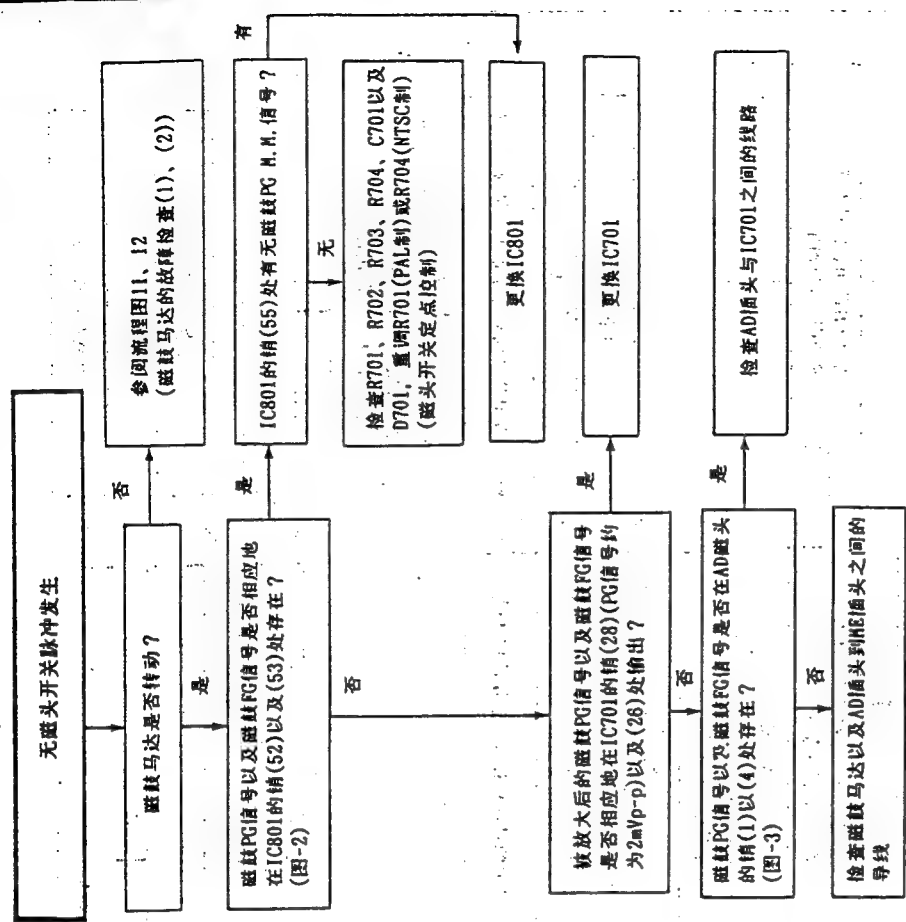 无磁头开关脉冲发生
磁鼓马达是否转动？
否
参阅流程图11、12
(磁鼓马达的故障检查(1)、(2))
是
磁鼓PG信号以及磁鼓FG信号是否相应地
在IC801的销(52)以及(53)处存在？
(图-2)
是
IC801的销(55)处有无磁鼓PG M.M.信号？
有
无
检查R701、R702、R703、R704、C701以及
D701，重调R701(PAL制)或R704(NTSC制)
(磁头开关定点控制)
更换IC801
否
被放大后的磁鼓PG信号以及磁鼓FG信号
是否相应地在IC701的销(28)(PG信号约
为2mVp-p)以及(26)处输出？
是
更换IC701
否
磁鼓PG信号以及磁鼓FG信号是否在AD磁头
的销(1)以(4)处存在？
(图-3)
是
检查AD插头与IC701之间的线路
否
检查磁鼓马达以及AD插头到HE插头之间的
导线